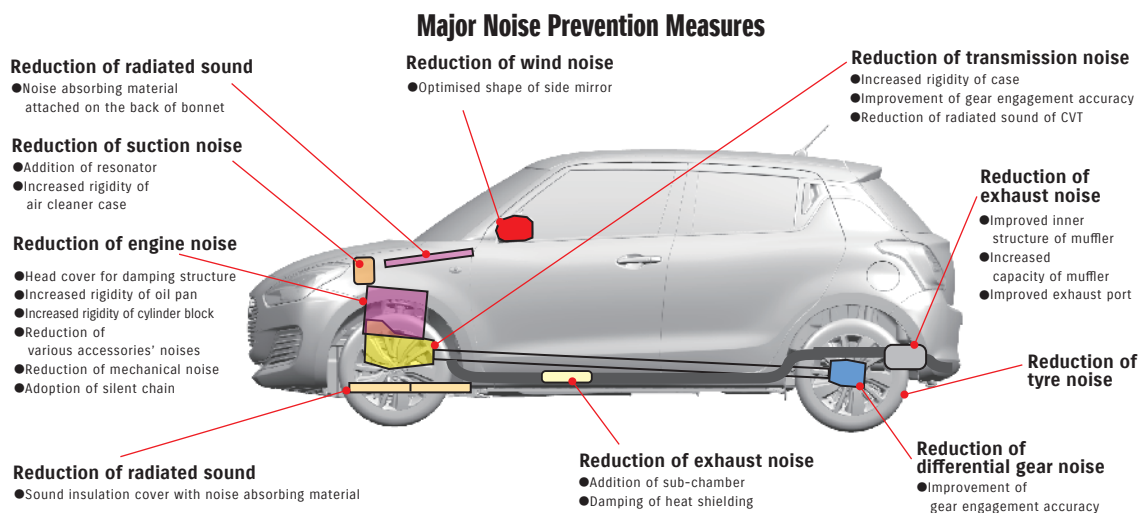 Major Noise Prevention Measures
Reduction of radiated sound
●Noise absorbing material
attached on the back of bonnet
Reduction of suction noise
●Addition of resonator
●Increased rigidity of
air cleaner case
Reduction of engine noise
●Head cover for damping structure
●Increased rigidity of oil pan
●Increased rigidity of cylinder block
●Reduction of
various accessories' noises
●Reduction of mechanical noise
●Adoption of silent chain
Reduction of radiated sound
●Sound insulation cover with noise absorbing material
Reduction of wind noise
●Optimised shape of side mirror
Reduction of transmission noise
●Increased rigidity of case
●Improvement of gear engagement accuracy
●Reduction of radiated sound of CVT
Reduction of
exhaust noise
●Improved inner
structure of muffler
●Increased
capacity of muffler
●Improved exhaust port
Reduction of
tyre noise
Reduction of exhaust noise
●Addition of sub-chamber
●Damping of heat shielding
Reduction of
differential gear noise
●Improvement of
gear engagement accuracy